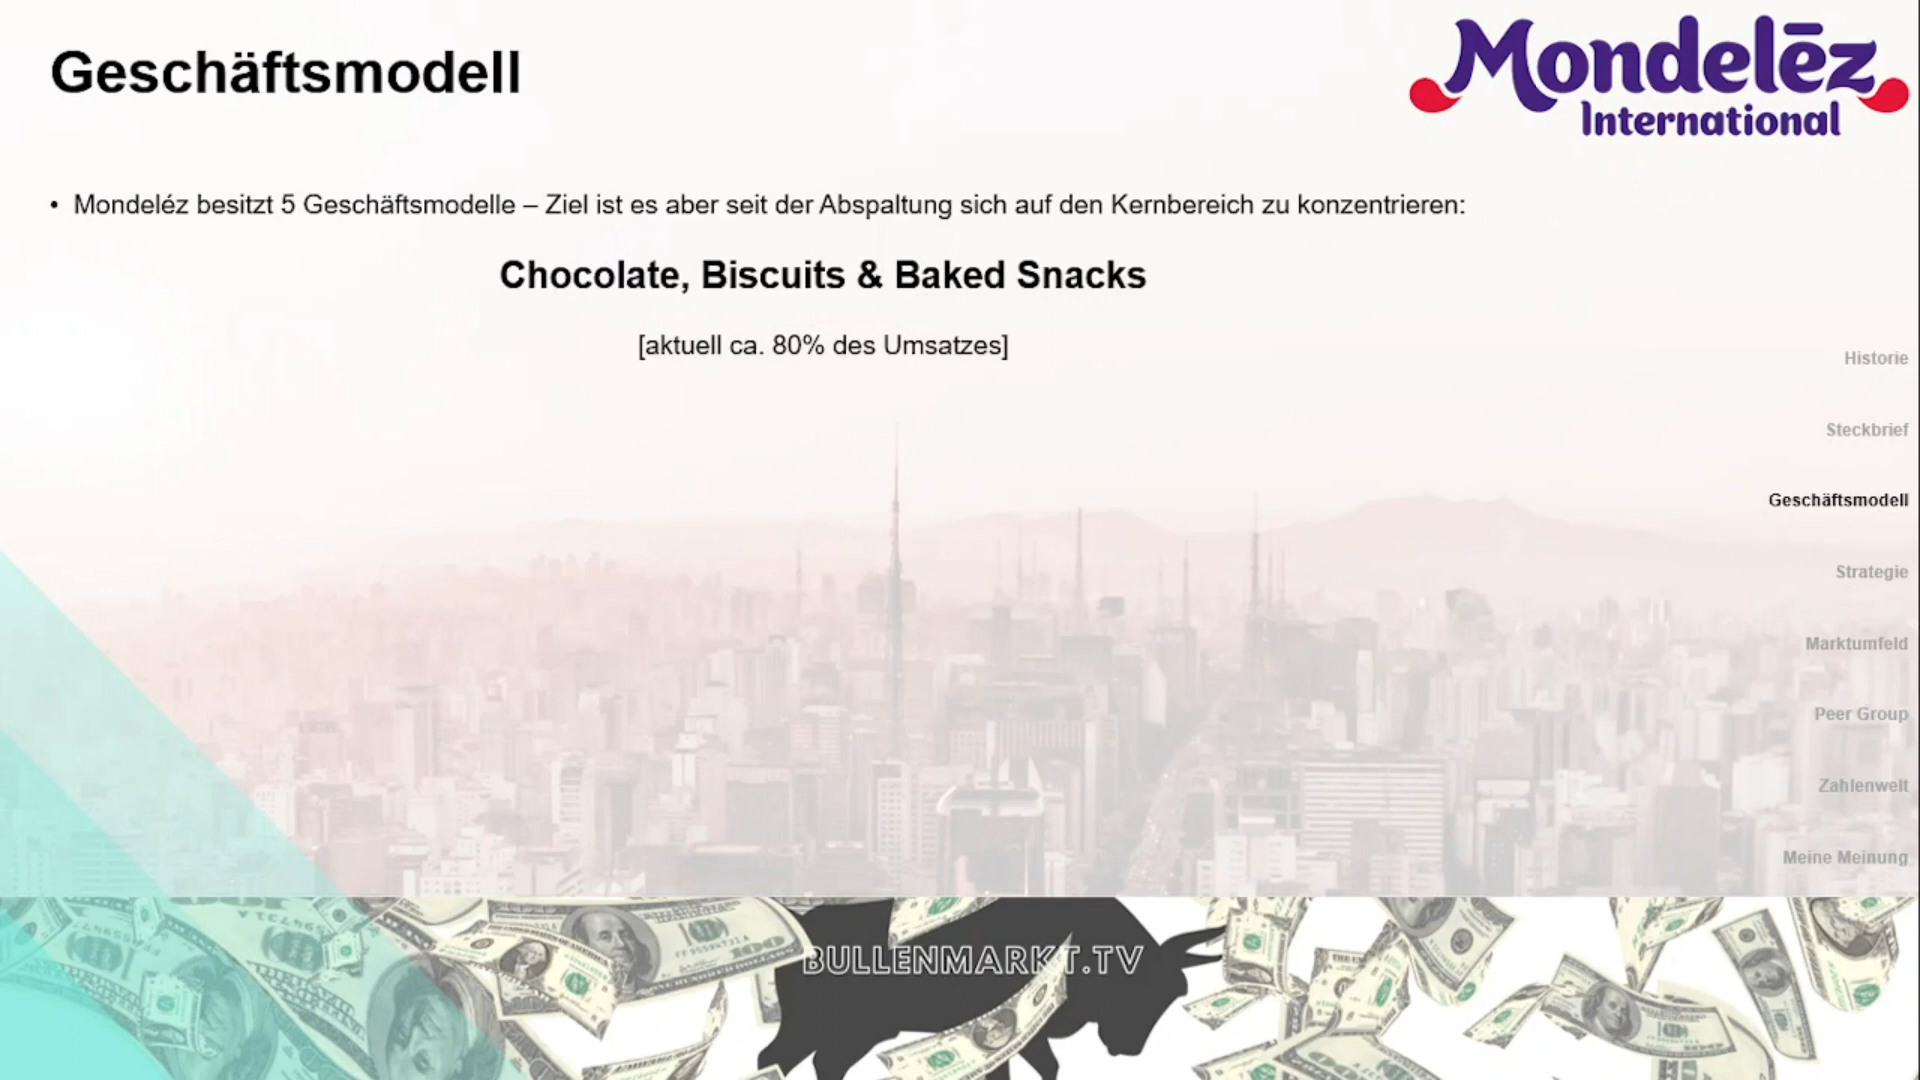 Geschäftsmodell
Mondelēz
International
• Mondeléz besitzt 5 Geschäftsmodelle – Ziel ist es aber seit der Abspaltung sich auf den Kernbereich zu konzentrieren:
Chocolate, Biscuits & Baked Snacks
[aktuell ca. 80% des Umsatzes]
Historie
Steckbrief
Geschäftsmodell
Strategie
Marktumfeld
Peer Group
Zahlenwelt
Meine Meinung
BULLENMARKT.TV